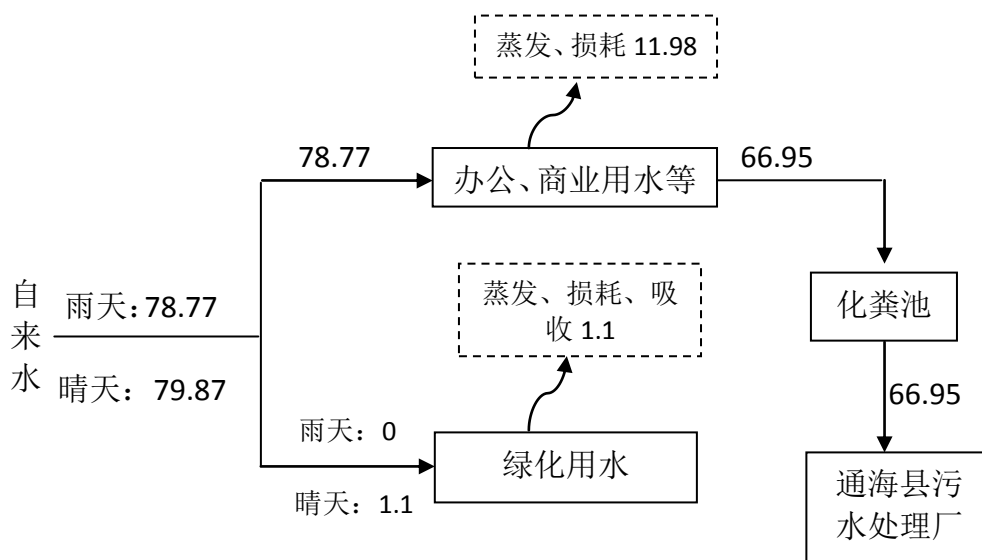 蒸发、损耗 11.98
78.77
办公、商业用水等
66.95
自
来
水
雨天：78.77
晴天：79.87
蒸发、损耗、吸
收 1.1
化粪池
66.95
雨天：0
晴天：1.1
绿化用水
通海县污
水处理厂